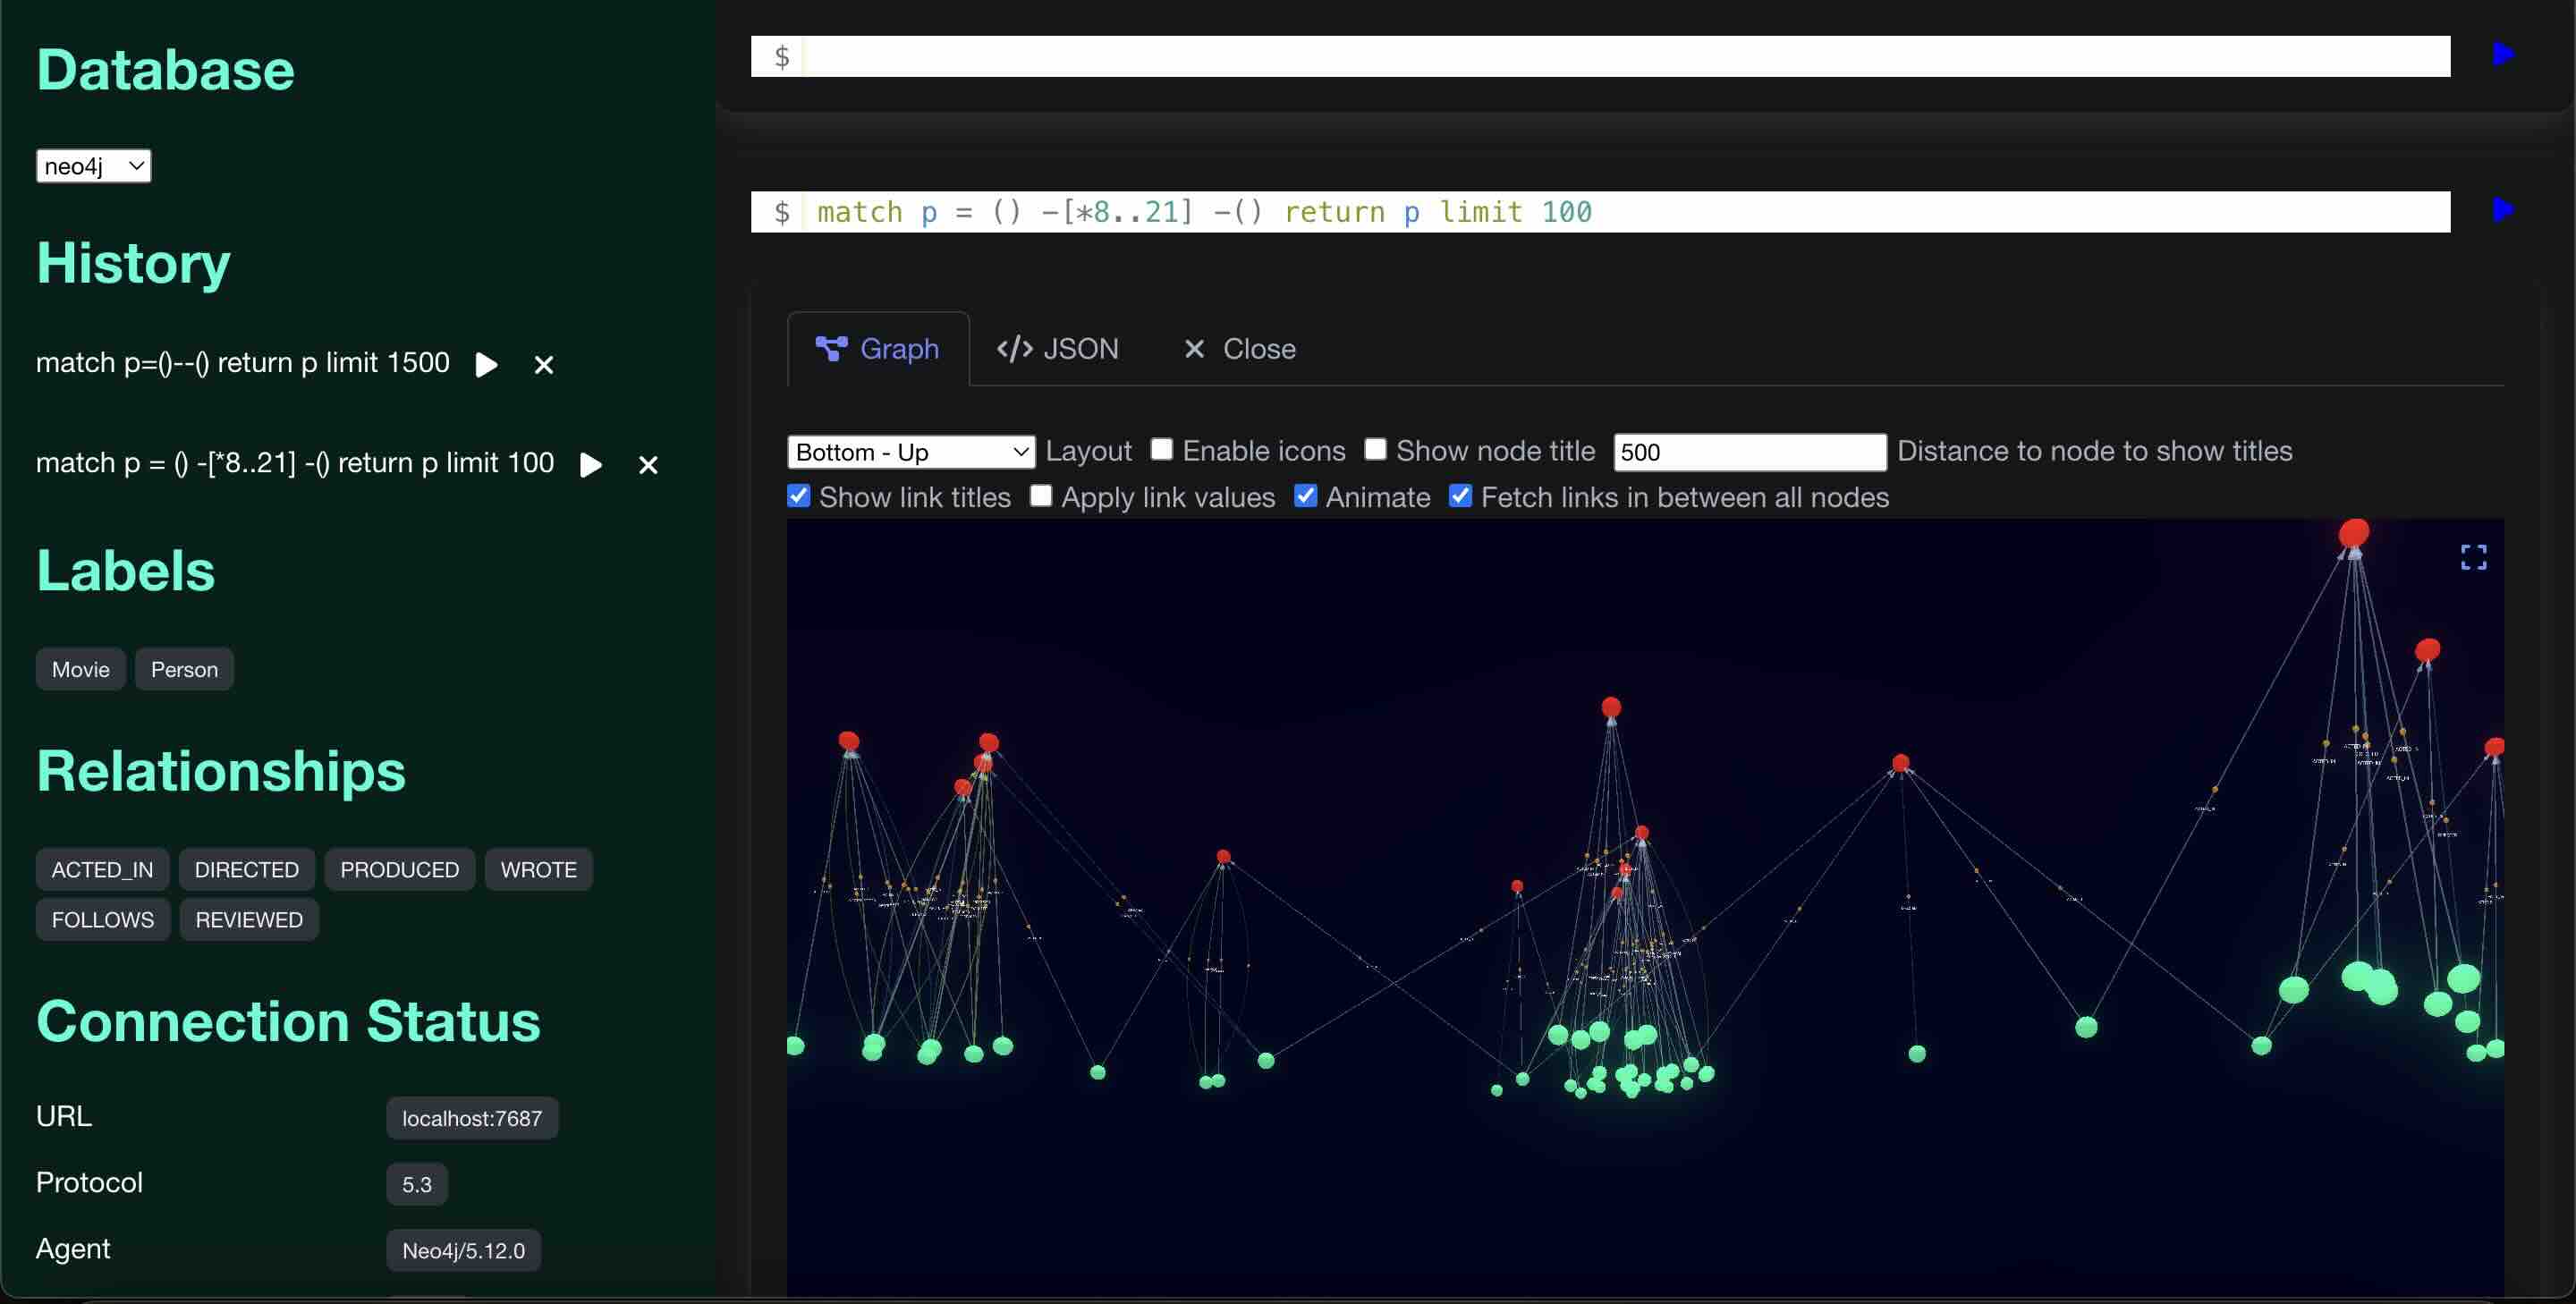 Database
neo4j
History
match p=()--() return p limit 1500
match p = () -[*8..21] -() return p limit 100
Labels
Movie Person
Relationships
ACTED_IN DIRECTED PRODUCED WROTE
FOLLOWS REVIEWED
Connection Status
URL localhost:7687
Protocol 5.3
Agent Neo4j/5.12.0
$
$ match p = () -[*8..21] -() return p limit 100
Graph </> JSON Close
Bottom - Up Layout Enable icons Show node title 500 Distance to node to show titles
Show link titles Apply link values Animate Fetch links in between all nodes